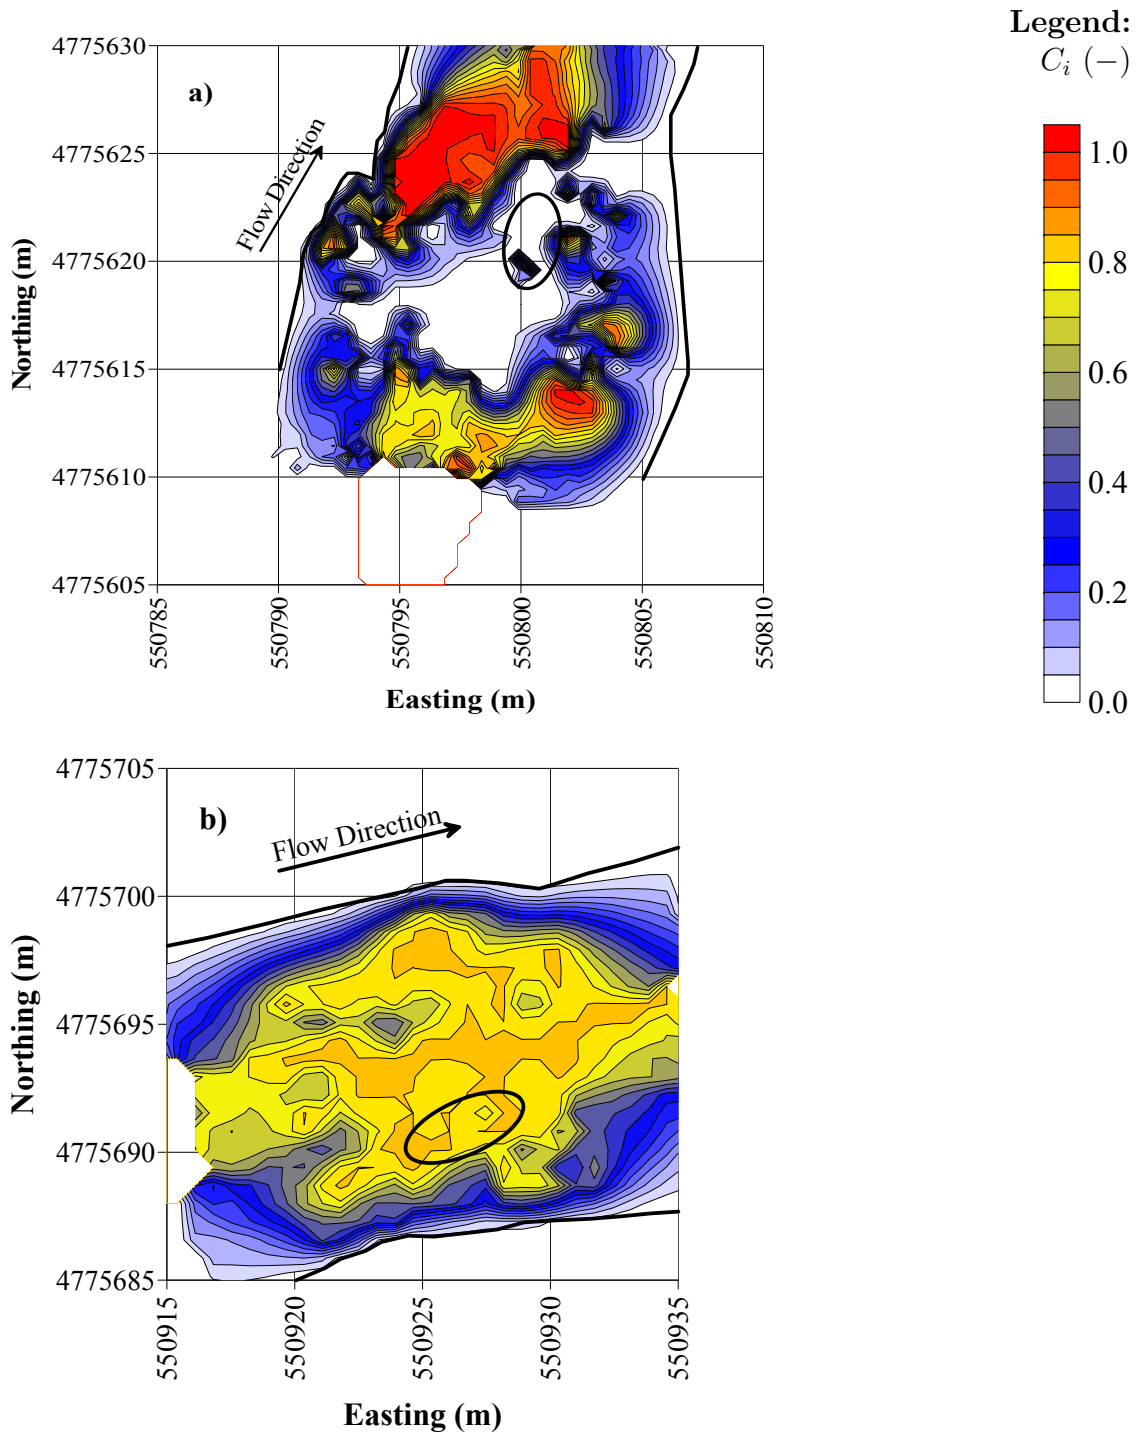 Legend:
C_i (−)
4775630
a)
1.0
4775625
Flow Direction
Northing (m)
4775620
0.8
4775615
0.6
4775610
0.4
4775605
0.2
550785
550790
550795
550800
550805
550810
0.0
Easting (m)
4775705
b)
Flow Direction
4775700
Northing (m)
4775695
4775690
4775685
550915
550920
550925
550930
550935
Easting (m)